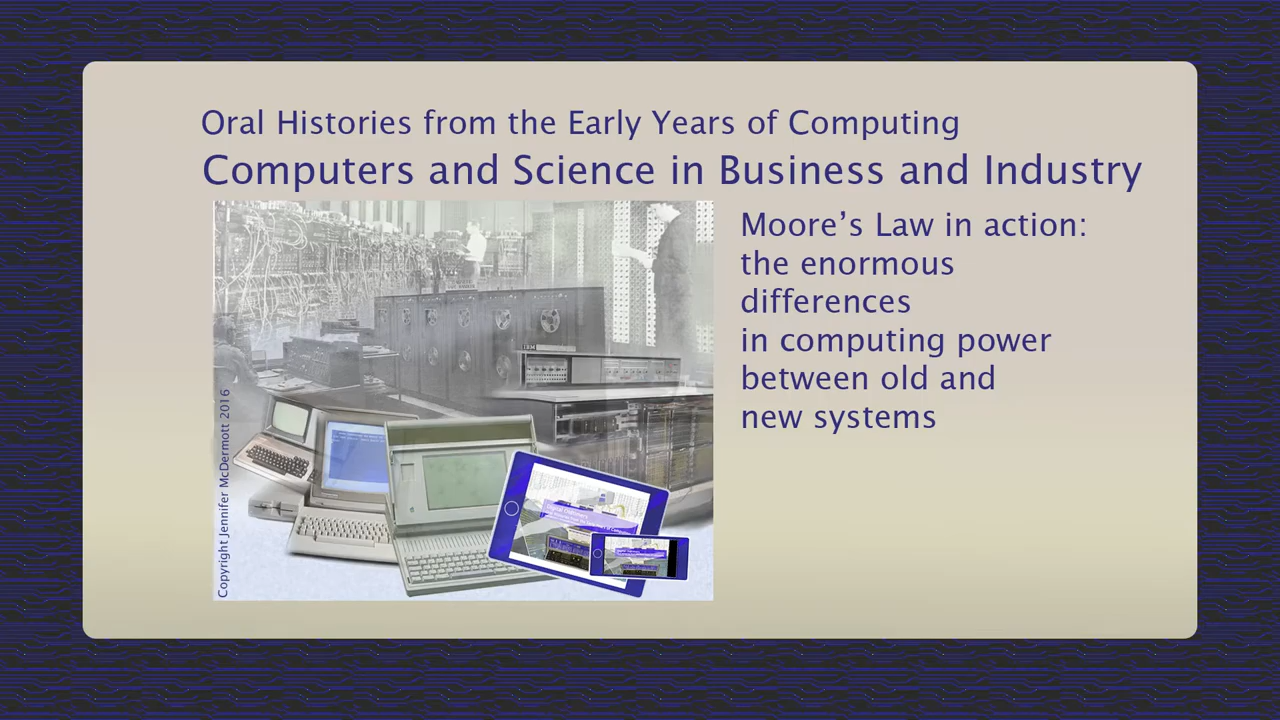 Oral Histories from the Early Years of Computing
Computers and Science in Business and Industry
Moore’s Law in action:
the enormous
differences
in computing power
between old and
new systems
Copyright Jennifer McDermott 2016
IBM